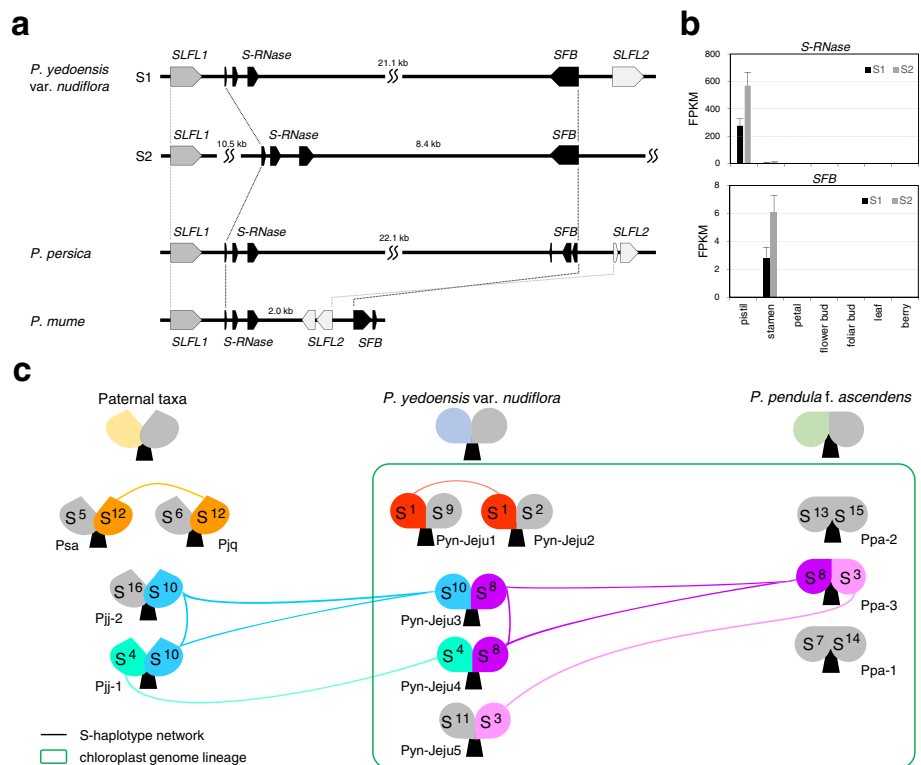 a
SLFL1 S-RNase 21.1 kb SFB SLFL2
P. yedoensis
var. nudiflora
S1
SLFL1 10.5 kb S-RNase 8.4 kb SFB
S2
SLFL1 S-RNase 22.1 kb SFB SLFL2
P. persica
2.0 kb
P. mume
SLFL1 S-RNase SLFL2 SFB
b
S-RNase
FPKM
800
600
400
200
0
S1 S2
SFB
FPKM
8
6
4
2
0
S1 S2
pistil
stamen
petal
flower bud
foliar bud
leaf
berry
c
Paternal taxa
P. yedoensis var. nudiflora
P. pendula f. ascendens
S5 S12
Psa
S6 S12
Pjq
S1 S9
Pyn-Jeju1
S1 S2
Pyn-Jeju2
S13 S15
Ppa-2
S16 S10
Pjj-2
S10 S8
Pyn-Jeju3
S8 S3
Ppa-3
S4 S10
Pjj-1
S4 S8
Pyn-Jeju4
S7 S14
Ppa-1
S11 S3
Pyn-Jeju5
S-haplotype network
chloroplast genome lineage